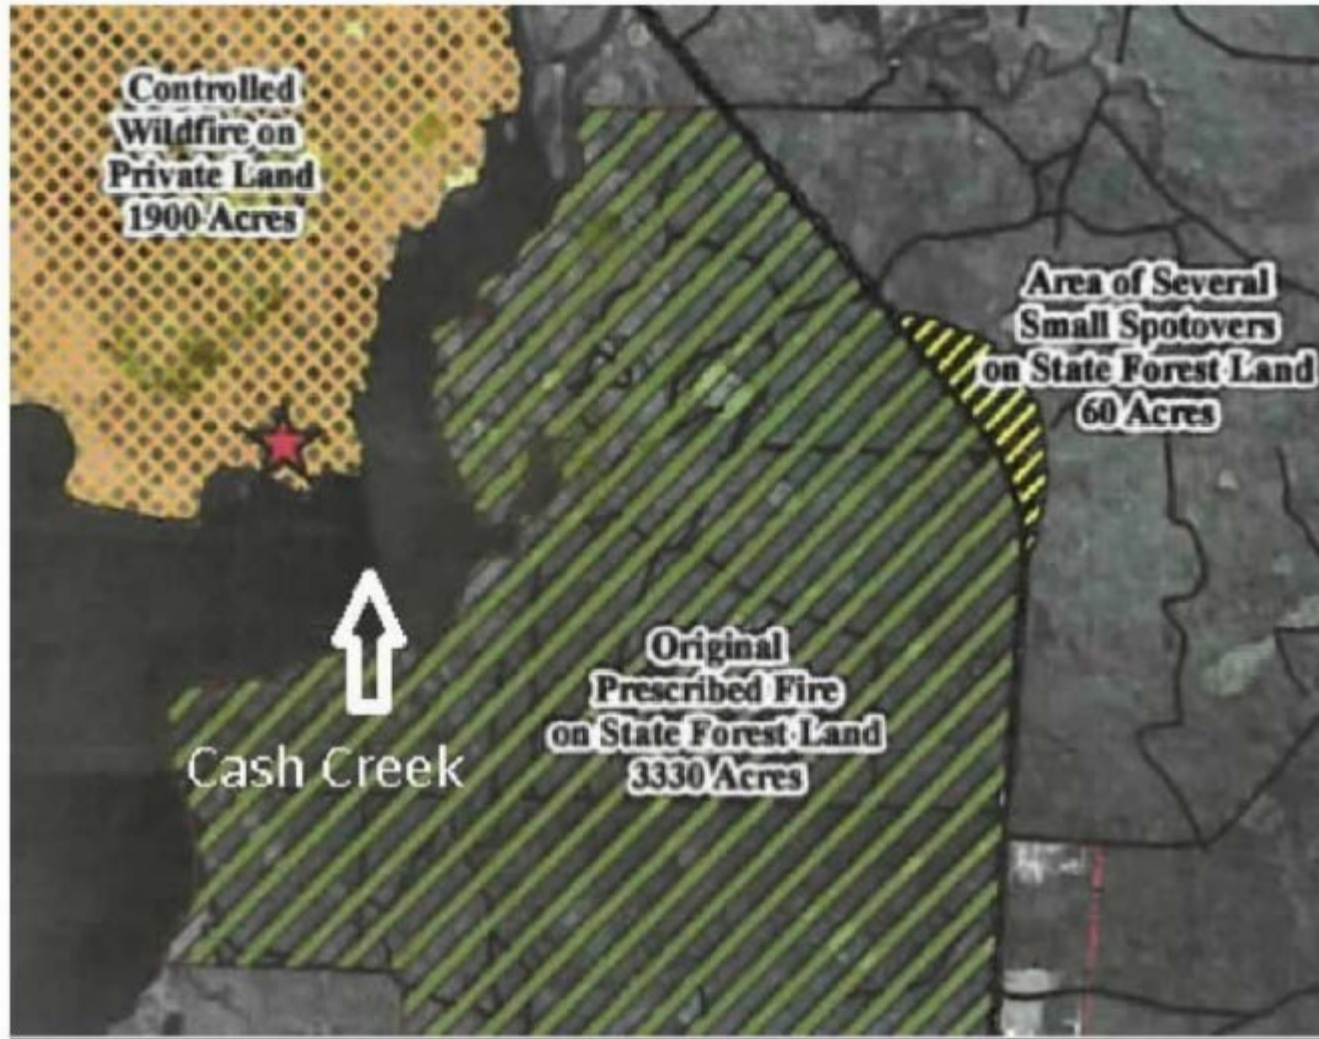 Controlled
Wildfire on
Private Land
1900 Acres
Area of Several
Small Spotovers
on State Forest Land
60 Acres
Original
Prescribed Fire
on State Forest Land
3330 Acres
Cash Creek